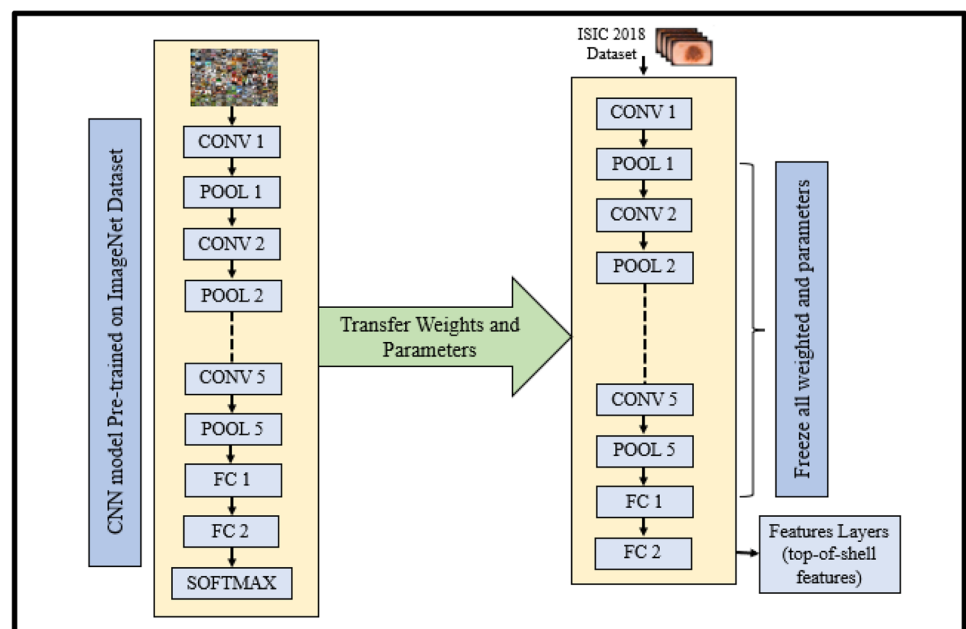 CNN model Pre-trained on ImageNet Dataset
CONV 1
POOL 1
CONV 2
POOL 2
CONV 5
POOL 5
FC 1
FC 2
SOFTMAX
Transfer Weights and
Parameters
ISIC 2018
Dataset
CONV 1
POOL 1
CONV 2
POOL 2
CONV 5
POOL 5
FC 1
FC 2
Freeze all weighted and parameters
Features Layers
(top-of-shell
features)